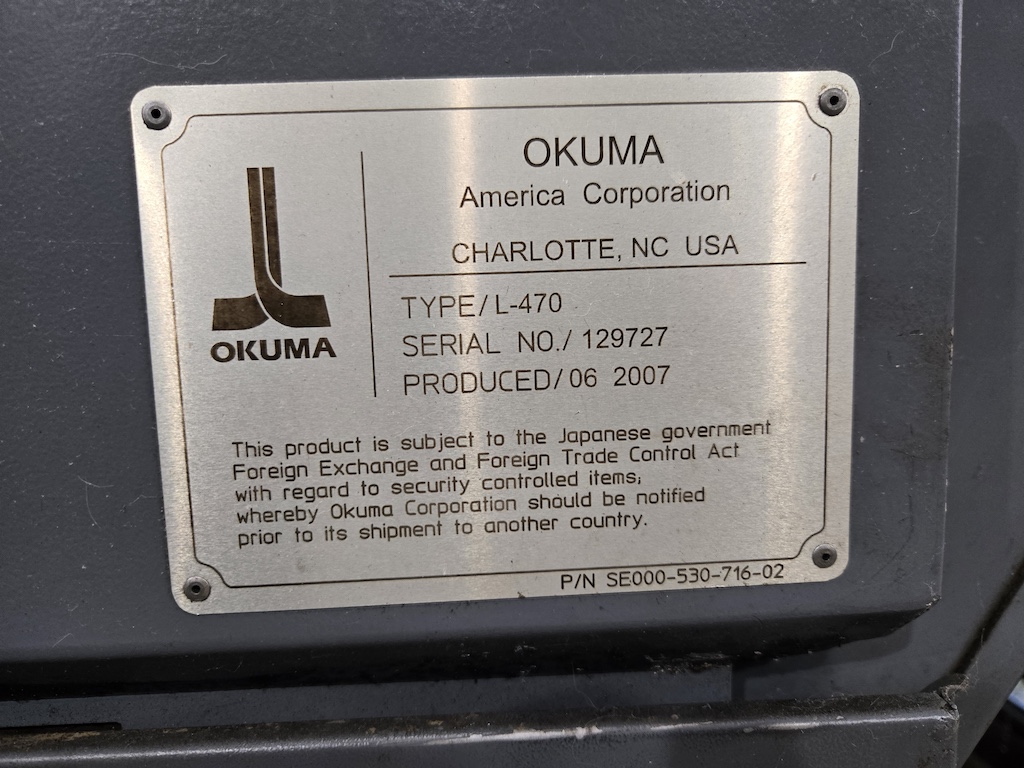 OKUMA
OKUMA
America Corporation
CHARLOTTE, NC USA
TYPE/L-470
SERIAL NO./129727
PRODUCED/06 2007
This product is subject to the Japanese government
Foreign Exchange and Foreign Trade Control Act
with regard to security controlled items;
whereby Okuma Corporation should be notified
prior to its shipment to another country.
P/N SE000-530-716-02